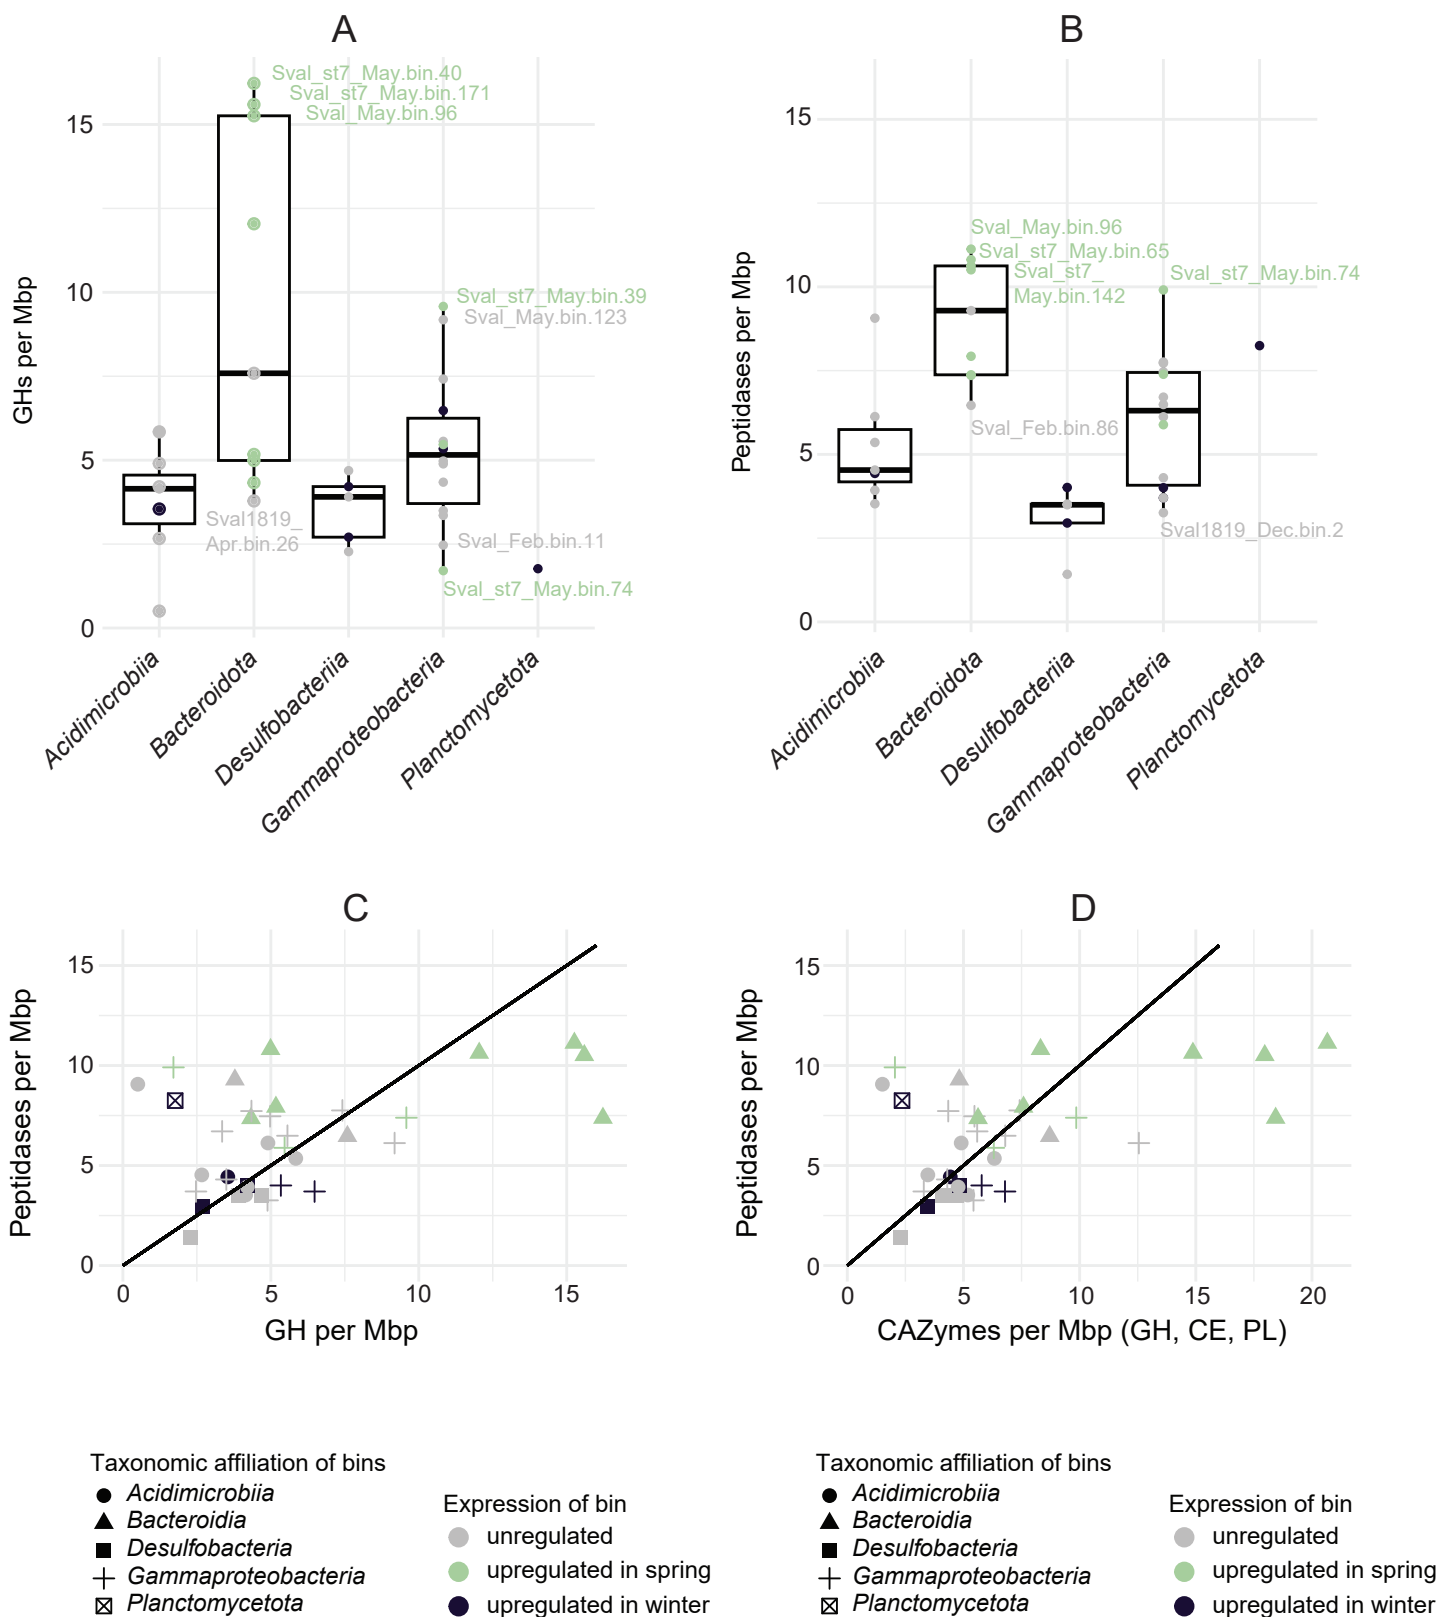 A
GHs per Mbp
15
10
5
0
Sval_st7_May.bin.40
Sval_st7_May.bin.171
Sval_May.bin.96
Sval_st7_May.bin.39
Sval_May.bin.123
Sval1819_
Apr.bin.26
Sval_Feb.bin.11
Sval_st7_May.bin.74
Acidimicrobiia
Bacteroidota
Desulfobacteriia
Gammaproteobacteria
Planctomycetota
B
Peptidases per Mbp
15
10
5
0
Sval_May.bin.96
Sval_st7_May.bin.65
Sval_st7_
May.bin.142
Sval_st7_May.bin.74
Sval_Feb.bin.86
Sval1819_Dec.bin.2
Acidimicrobiia
Bacteroidota
Desulfobacteriia
Gammaproteobacteria
Planctomycetota
C
Peptidases per Mbp
15
10
5
0
0
5
10
15
GH per Mbp
D
Peptidases per Mbp
15
10
5
0
0
5
10
15
20
CAZymes per Mbp (GH, CE, PL)
Taxonomic affiliation of bins
Acidimicrobiia
Bacteroidia
Desulfobacteria
Gammaproteobacteria
Planctomycetota
Expression of bin
unregulated
upregulated in spring
upregulated in winter
Taxonomic affiliation of bins
Acidimicrobiia
Bacteroidia
Desulfobacteria
Gammaproteobacteria
Planctomycetota
Expression of bin
unregulated
upregulated in spring
upregulated in winter